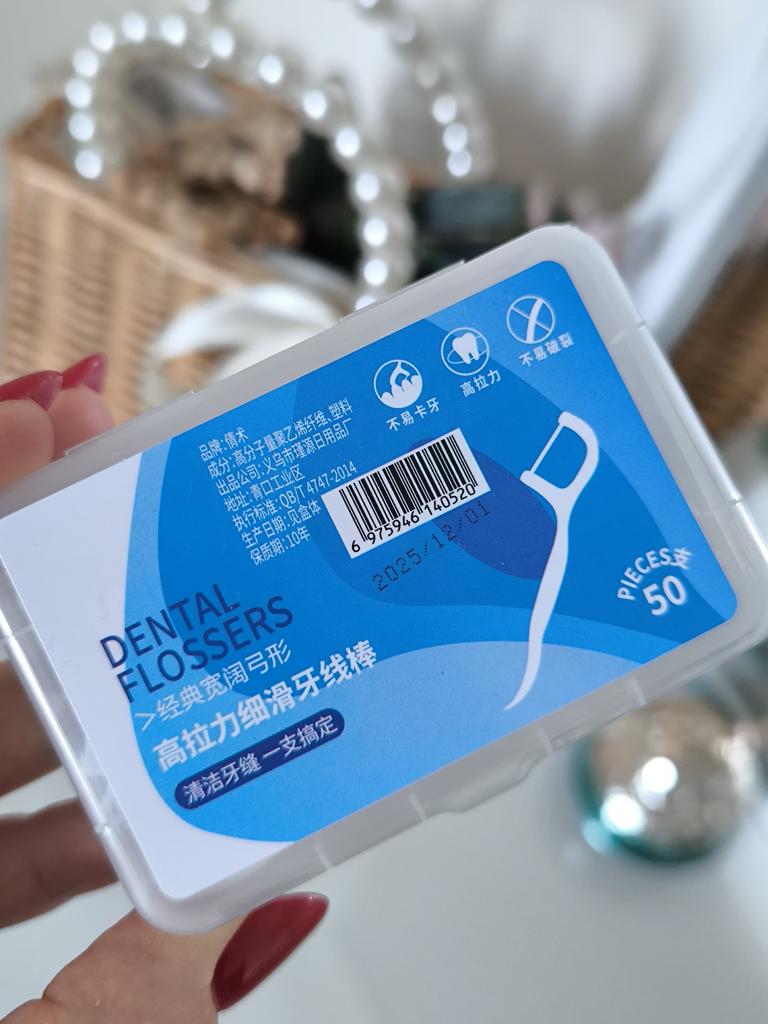 不易卡牙
高拉力
不易破裂
品牌:倩术
成分:高分子量聚乙烯纤维、塑料
出品公司:义乌市瑾源日用品厂
地址:青口工业区
执行标准:QB/T 4747-2014
生产日期:见盒体
保质期:10年
6 975946 140520
2025/12/01
PIECES支
50
DENTAL
FLOSSERS
>经典宽阔弓形
高拉力细滑牙线棒
清洁牙缝 一支搞定